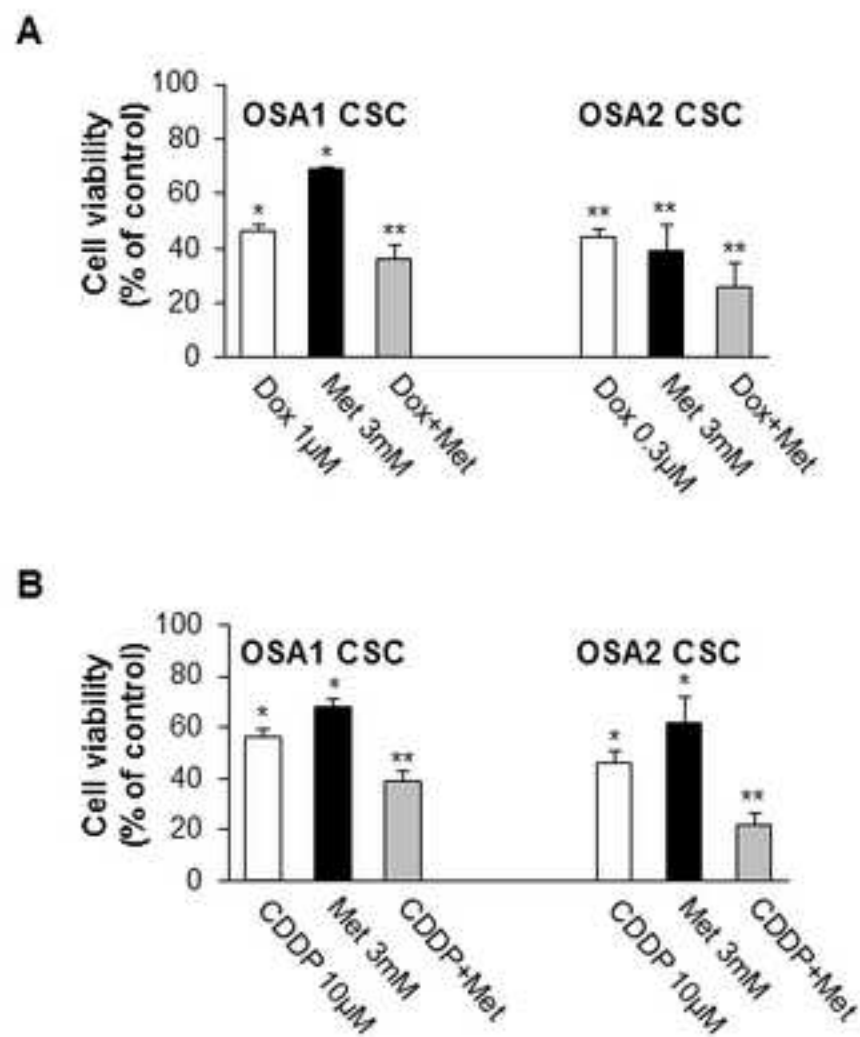 A
Cell viability
(% of control)
100
80
60
40
20
0
OSA1 CSC
OSA2 CSC
*
*
**
**
**
**
Dox 1µM
Met 3mM
Dox+Met
Dox 0.3µM
Met 3mM
Dox+Met
B
Cell viability
(% of control)
100
80
60
40
20
0
OSA1 CSC
OSA2 CSC
*
*
**
*
*
**
CDDP 10µM
Met 3mM
CDDP+Met
CDDP 10µM
Met 3mM
CDDP+Met